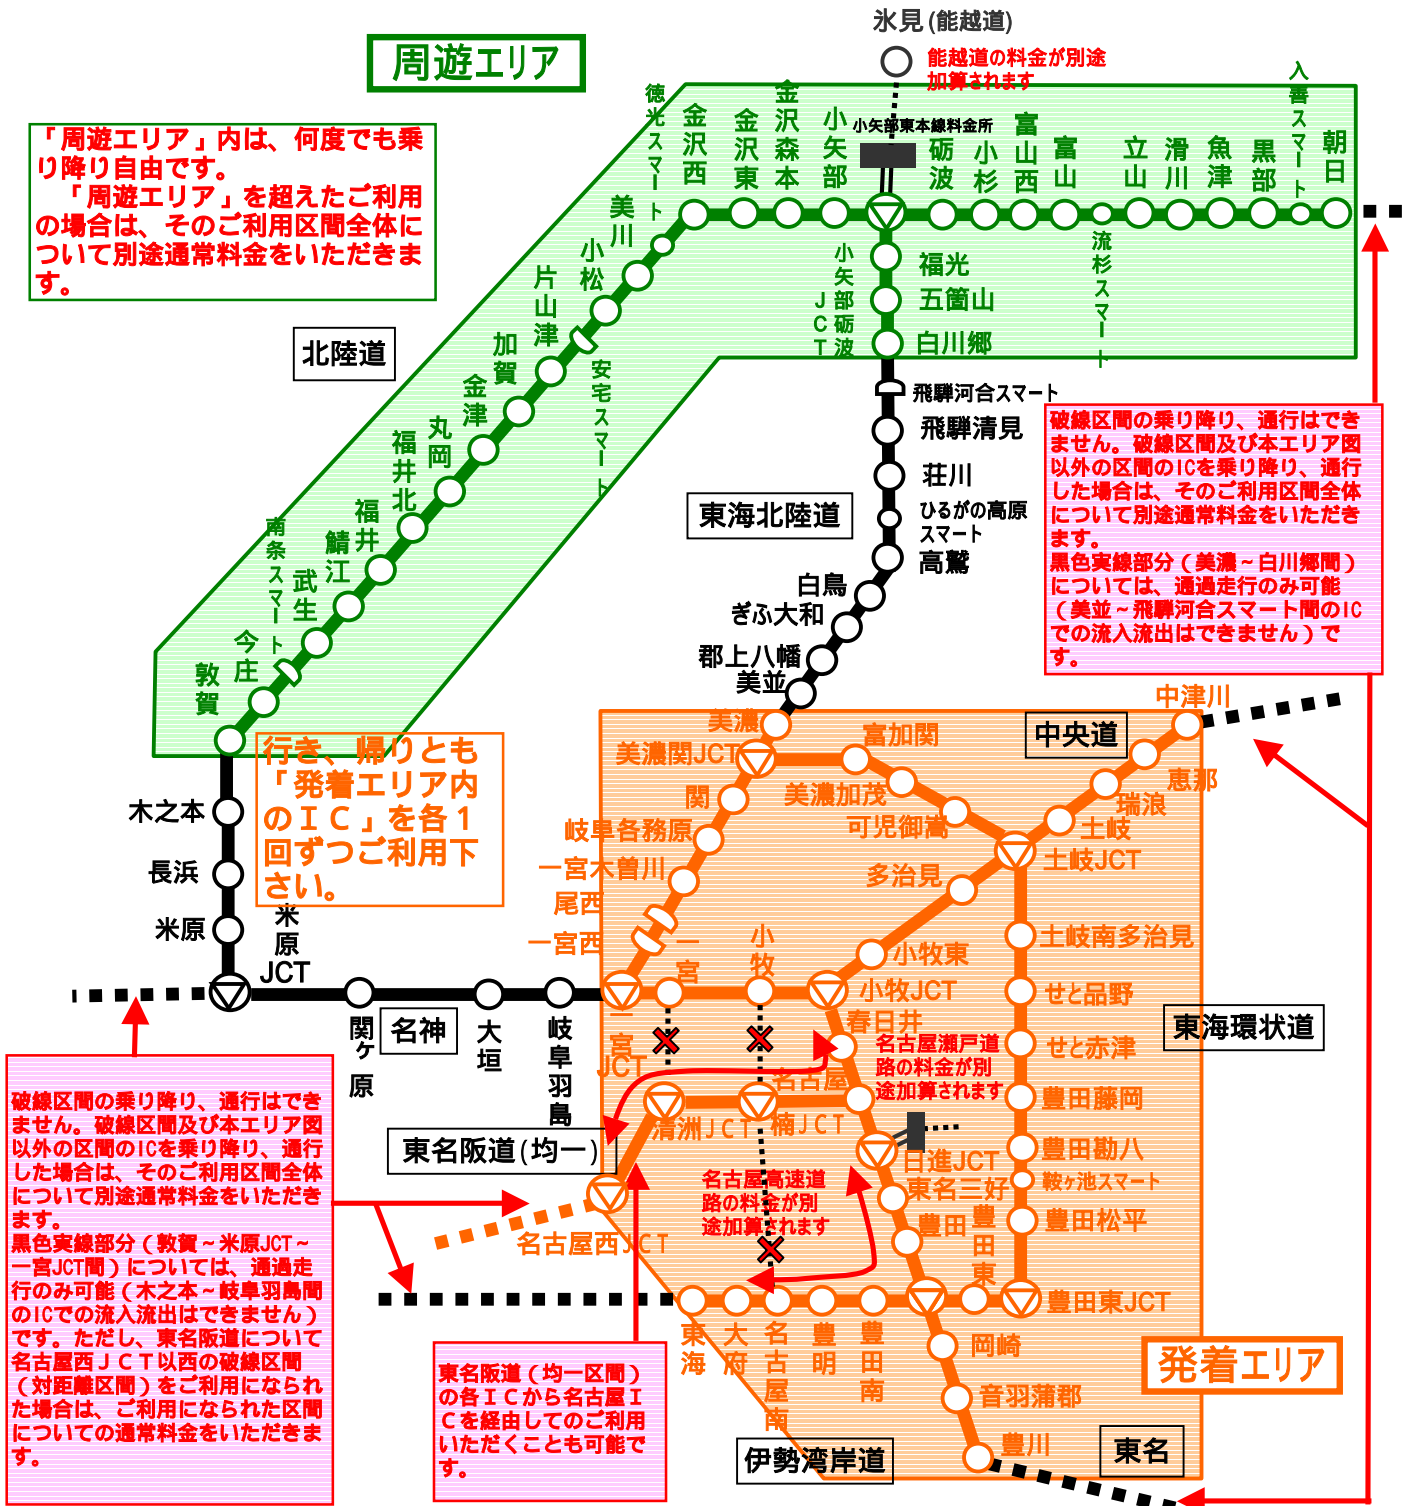 氷見(能越道)
周遊エリア
能越道の料金が別途
加算されます
「周遊エリア」内は、何度でも乗
り降り自由です。
「周遊エリア」を超えたご利用
の場合は、そのご利用区間全体に
ついて別途通常料金をいただきま
す。
小矢部東本線料金所
徳光スマート
金沢西
金沢東
金沢森本
小矢部
砺波
小杉
富山西
富山
立山
滑川
魚津
黒部
入善スマート
朝日
流杉スマート
美川
小松
片山津
安宅スマート
加賀
金津
丸岡
福井北
福井
鯖江
武生
南条スマート
今庄
敦賀
小矢部砺波
JCT
福光
五箇山
白川郷
北陸道
飛騨河合スマート
飛騨清見
荘川
ひるがの高原
スマート
高鷲
東海北陸道
白鳥
ぎふ大和
郡上八幡
美並
破線区間の乗り降り、通行はでき
ません。破線区間及び本エリア図
以外の区間のICを乗り降り、通行
した場合は、そのご利用区間全体
について別途通常料金をいただき
ます。
黒色実線部分(美濃~白川郷間)
については、通過走行のみ可能
(美並~飛騨河合スマート間のIC
での流入流出はできません)で
す。
行き、帰りとも
「発着エリア内
のIC」を各1
回ずつご利用下
さい。
木之本
長浜
米原
米原
JCT
関ヶ原
名神
大垣
岐阜羽島
美濃
美濃関JCT
関
岐阜各務原
一宮木曽川
尾西
一宮西
一宮
小牧
一宮
JCT
富加関
美濃加茂
可児御嵩
中央道
中津川
恵那
瑞浪
土岐
土岐JCT
多治見
小牧東
小牧JCT
春日井
土岐南多治見
せと品野
せと赤津
豊田藤岡
豊田勘八
鞍ヶ池スマート
豊田松平
豊田東JCT
東海環状道
名古屋瀬戸道
路の料金が別
途加算されます
名古屋
清洲JCT
楠JCT
東名阪道(均一)
名古屋西JCT
名古屋高速道
路の料金が別
途加算されます
日進JCT
東名三好
豊田
豊田東
東海
大府
名古屋南
豊明
豊田南
岡崎
音羽蒲郡
豊川
発着エリア
東名
伊勢湾岸道
破線区間の乗り降り、通行はでき
ません。破線区間及び本エリア図
以外の区間のICを乗り降り、通行
した場合は、そのご利用区間全体
について別途通常料金をいただき
ます。
黒色実線部分(敦賀~米原JCT~
一宮JCT間)については、通過走
行のみ可能(木之本~岐阜羽島間
のICでの流入流出はできません)
です。ただし、東名阪道について
名古屋西JCT以西の破線区間
(対距離区間)をご利用になられ
た場合は、ご利用になられた区間
についての通常料金をいただきま
す。
東名阪道(均一区間)
の各ICから名古屋I
Cを経由してのご利用
いただくことも可能で
す。